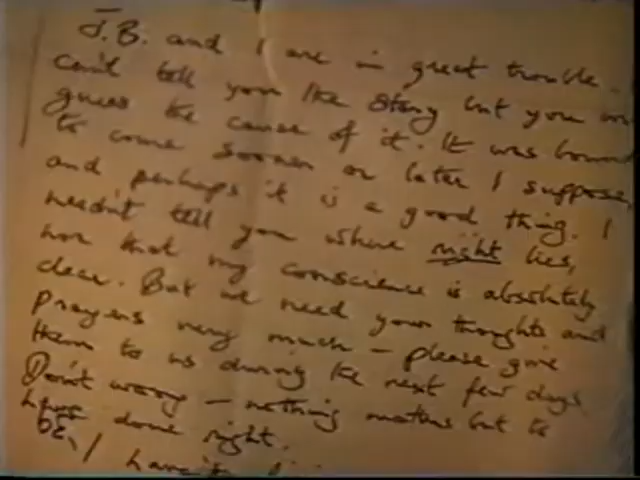 J.B. and I are in great trouble.
can't tell you the story but you
guess the cause of it. It was bound
to come sooner or later I suppose,
and perhaps it is a good thing. I
needn't tell you where right lies,
nor that my conscience is absolutely
clear. But we need your thoughts and
prayers very much – please give
them to us during the next few days
Don't worry – nothing matters but to
have done right.
I haven't